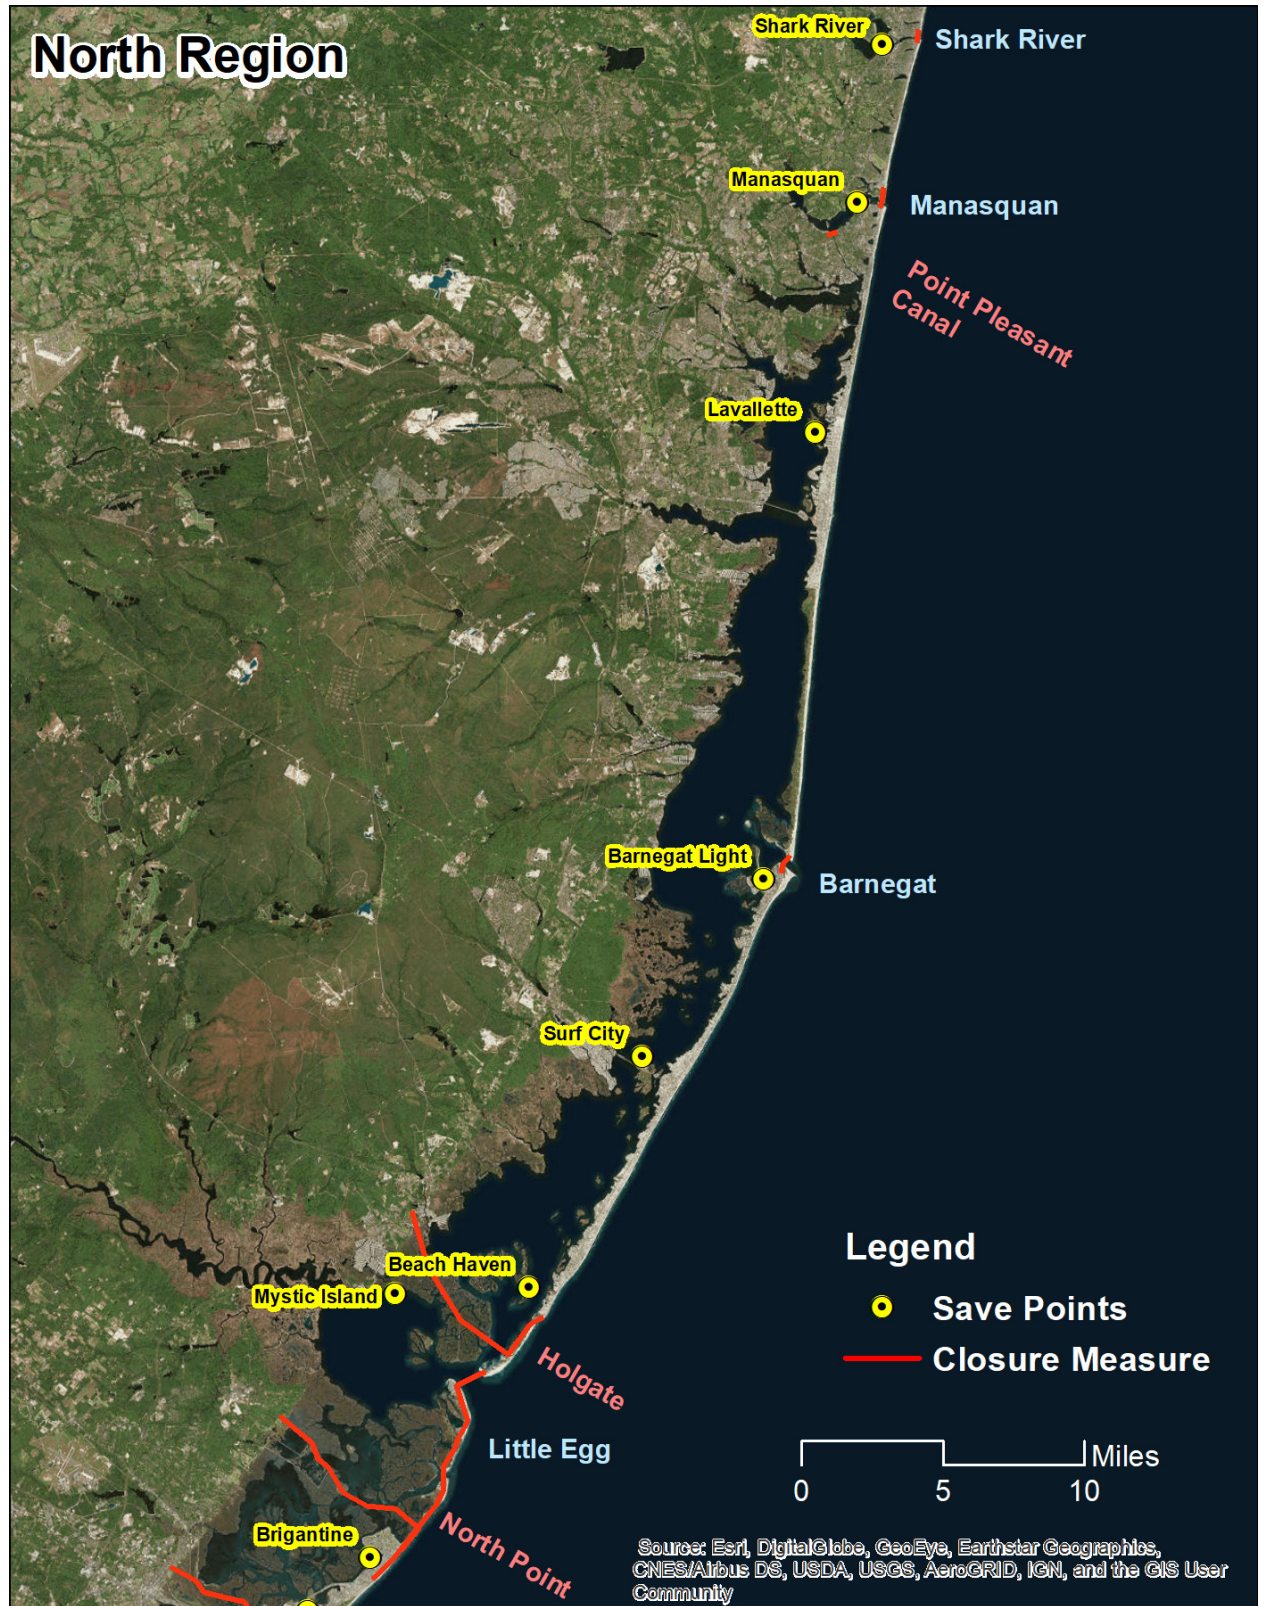 North Region
Shark River
Shark River
Manasquan
Manasquan
Point Pleasant
Canal
Lavallette
Barnegat Light
Barnegat
Surf City
Beach Haven
Mystic Island
Holgate
Little Egg
North Point
Brigantine
Legend
Save Points
Closure Measure
Miles
0 5 10
Source: Esri, DigitalGlobe, GeoEye, Earthstar Geographics,
CNES/Airbus DS, USDA, USGS, AeroGRID, IGN, and the GIS User
Community